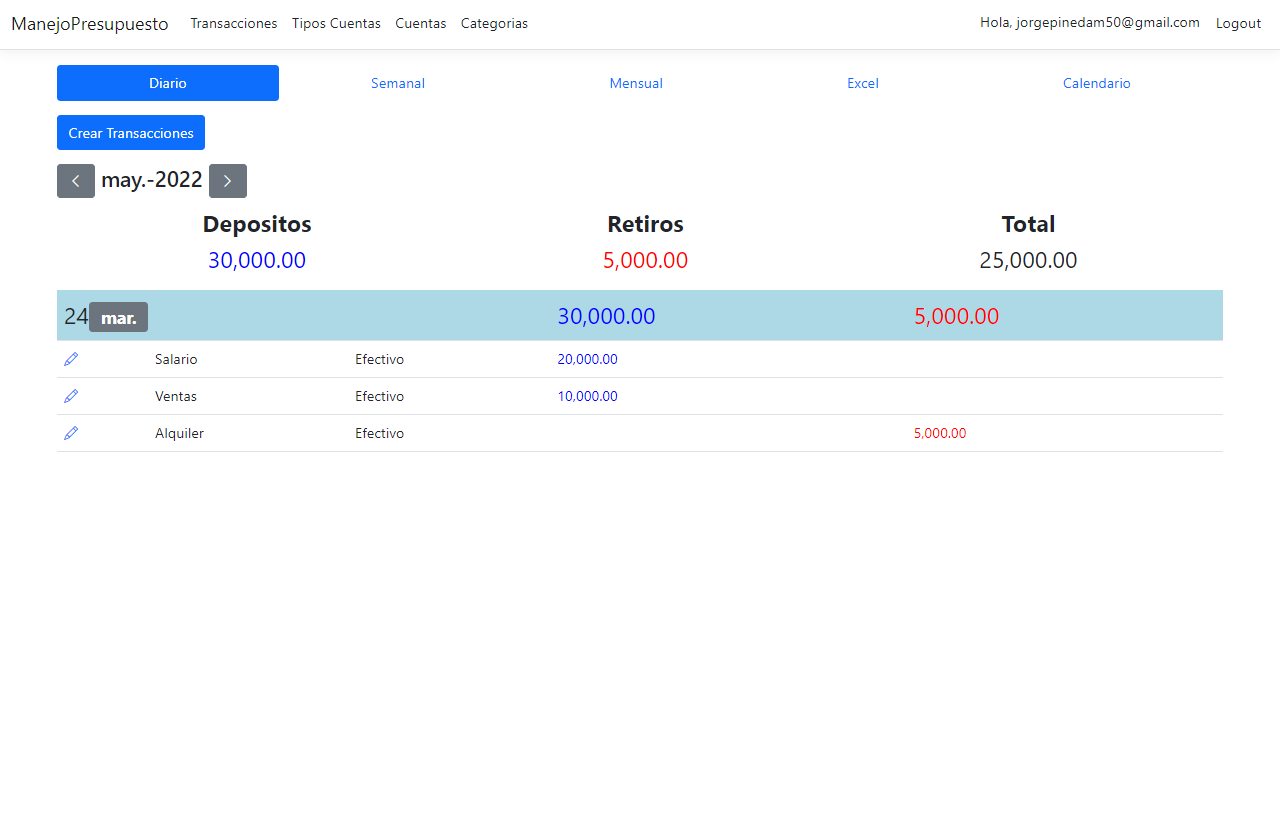 ManejoPresupuesto Transacciones Tipos Cuentas Cuentas Categorias Hola, jorgepinedam50@gmail.com Logout
Diario Semanal Mensual Excel Calendario
Crear Transacciones
may.-2022
Depositos Retiros Total
30,000.00 5,000.00 25,000.00
24 mar. 30,000.00 5,000.00
Salario Efectivo 20,000.00
Ventas Efectivo 10,000.00
Alquiler Efectivo 5,000.00